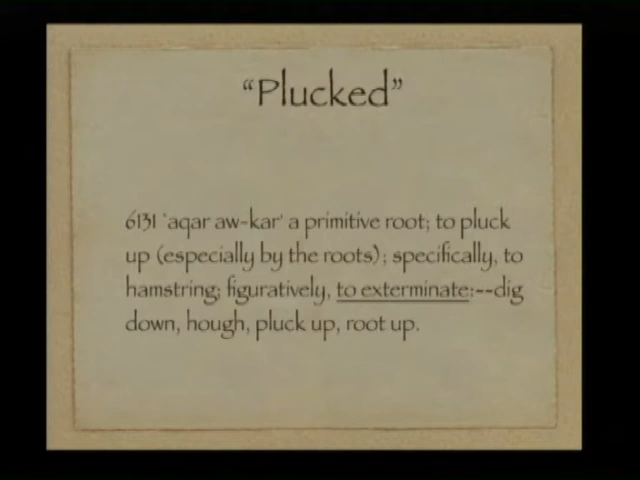 “Plucked”
6131 `aqar aw-kar' a primitive root; to pluck
up (especially by the roots); specifically, to
hamstring; figuratively, to exterminate:--dig
down, hough, pluck up, root up.